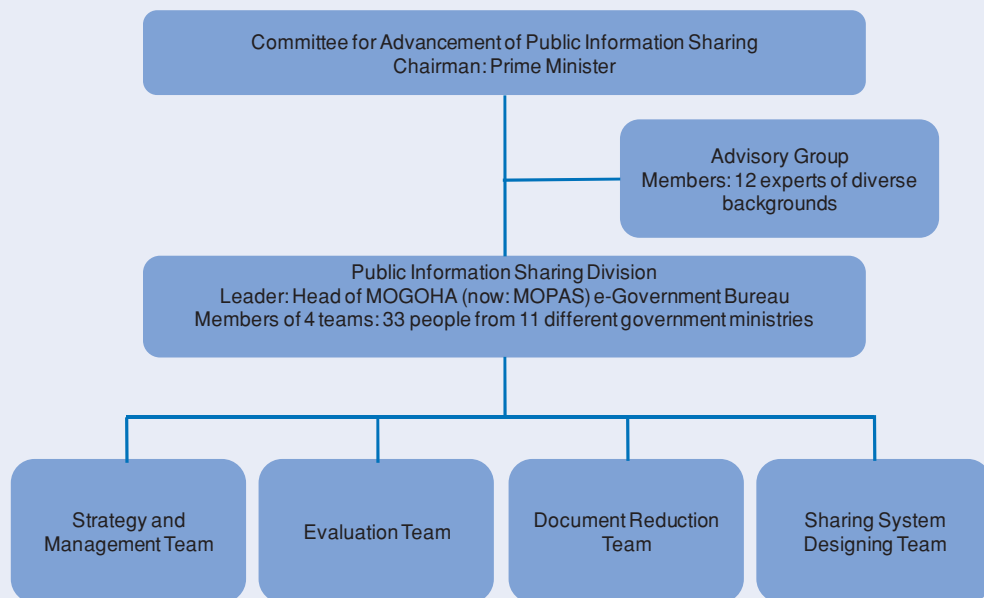 Committee for Advancement of Public Information Sharing
Chairman: Prime Minister
Advisory Group
Members: 12 experts of diverse
backgrounds
Public Information Sharing Division
Leader: Head of MOGOHA (now: MOPAS) e-Government Bureau
Members of 4 teams: 33 people from 11 different government ministries
Strategy and
Management Team
Evaluation Team
Document Reduction
Team
Sharing System
Designing Team